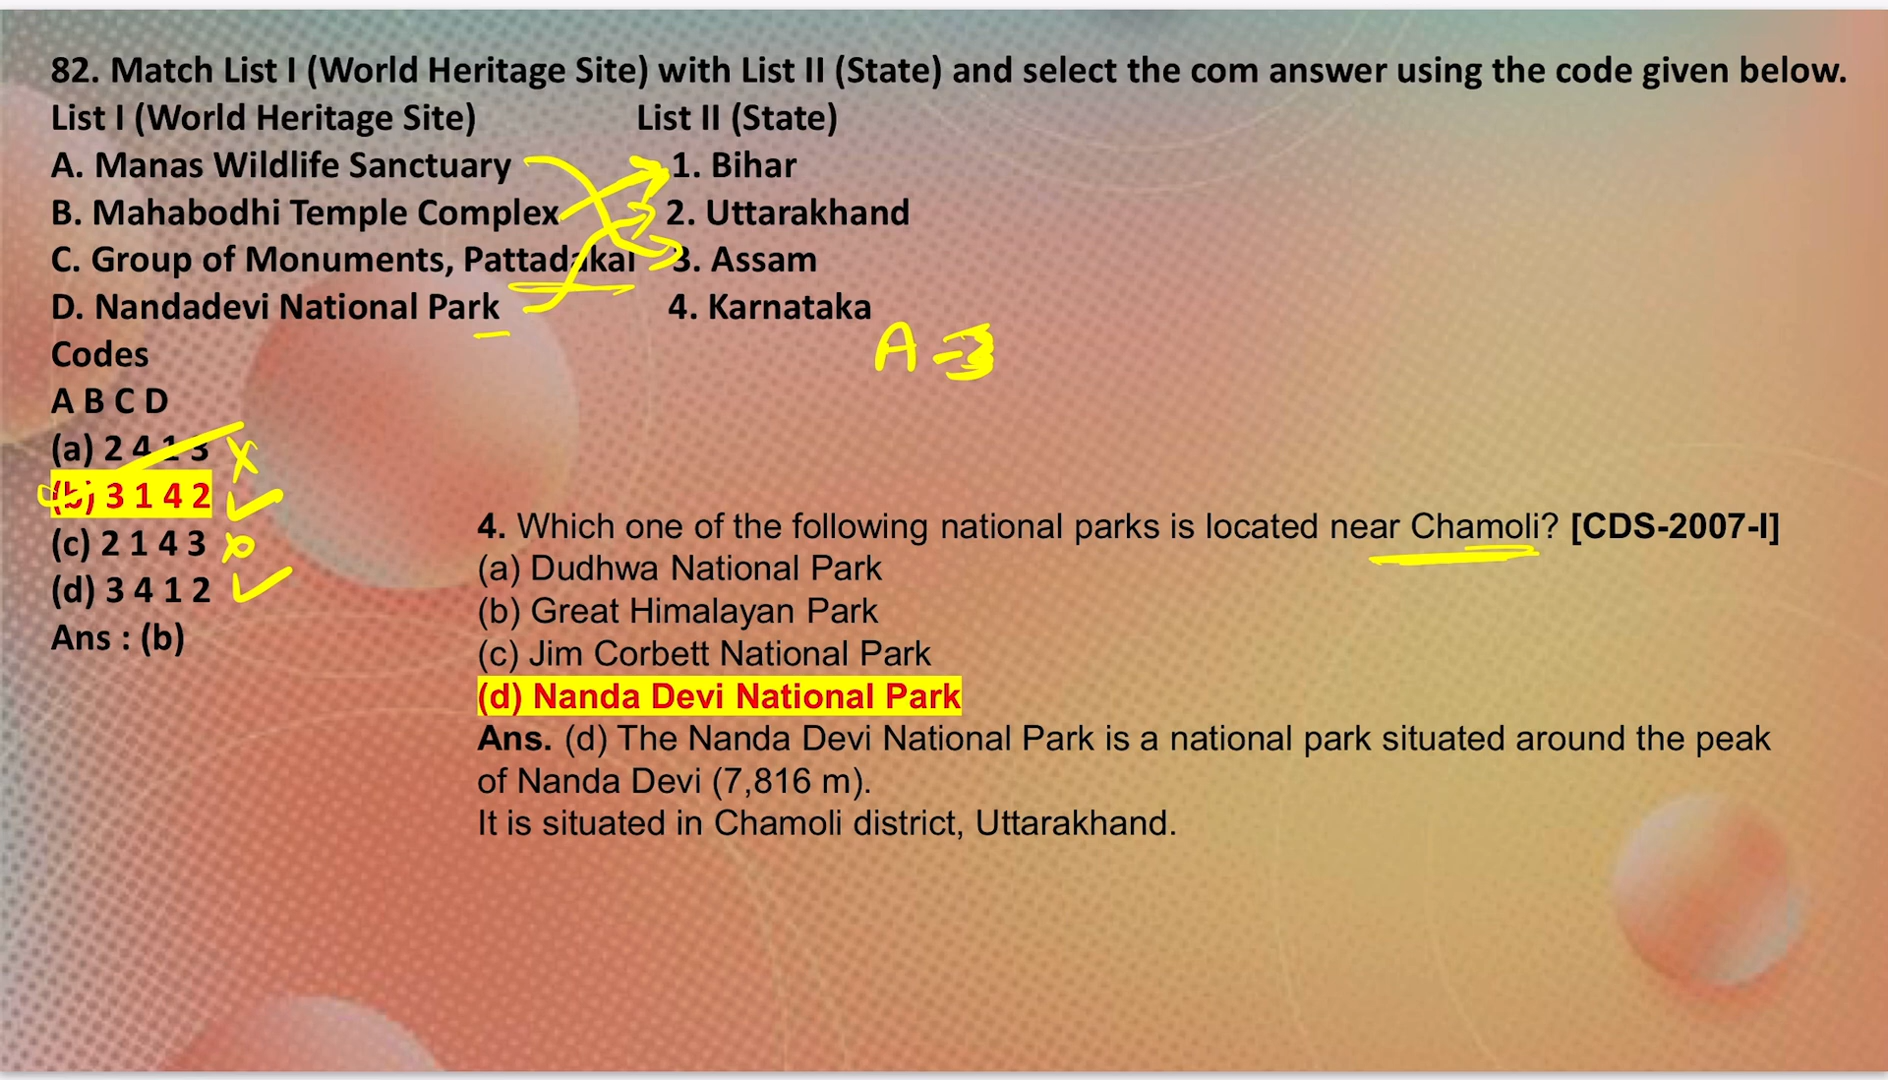 82. Match List I (World Heritage Site) with List II (State) and select the com answer using the code given below.
List I (World Heritage Site) List II (State)
A. Manas Wildlife Sanctuary 1. Bihar
B. Mahabodhi Temple Complex 2. Uttarakhand
C. Group of Monuments, Pattadakal 3. Assam
D. Nandadevi National Park 4. Karnataka
A = 3
Codes
A B C D
(a) 2 4 1 3
(b) 3 1 4 2
(c) 2 1 4 3
(d) 3 4 1 2
Ans : (b)
4. Which one of the following national parks is located near Chamoli? [CDS-2007-I]
(a) Dudhwa National Park
(b) Great Himalayan Park
(c) Jim Corbett National Park
(d) Nanda Devi National Park
Ans. (d) The Nanda Devi National Park is a national park situated around the peak
of Nanda Devi (7,816 m).
It is situated in Chamoli district, Uttarakhand.